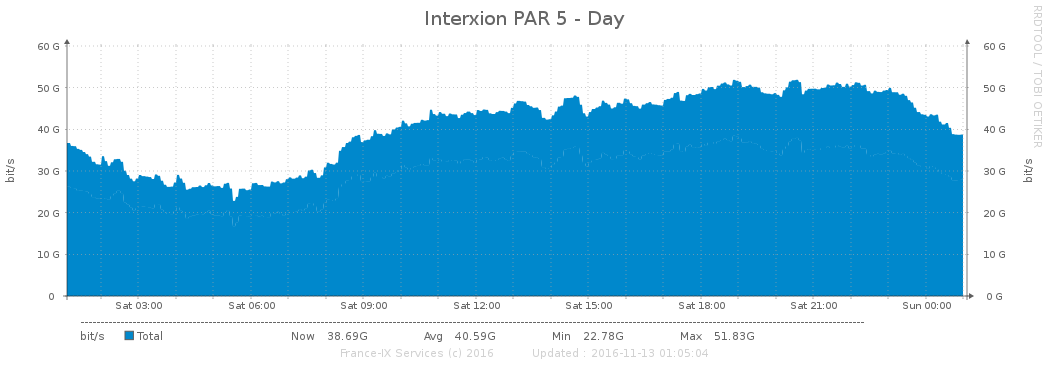 Interxion PAR 5 - Day
RRDTOOL / TOBI OETIKER
60 G 60 G
50 G 50 G
40 G 40 G
30 G 30 G
20 G 20 G
10 G 10 G
0 0 G
bit/s
bit/s
Sat 03:00 Sat 06:00 Sat 09:00 Sat 12:00 Sat 15:00 Sat 18:00 Sat 21:00 Sun 00:00
bit/s Total Now 38.69G Avg 40.59G Min 22.78G Max 51.83G
France-IX Services (c) 2016 Updated : 2016-11-13 01:05:04